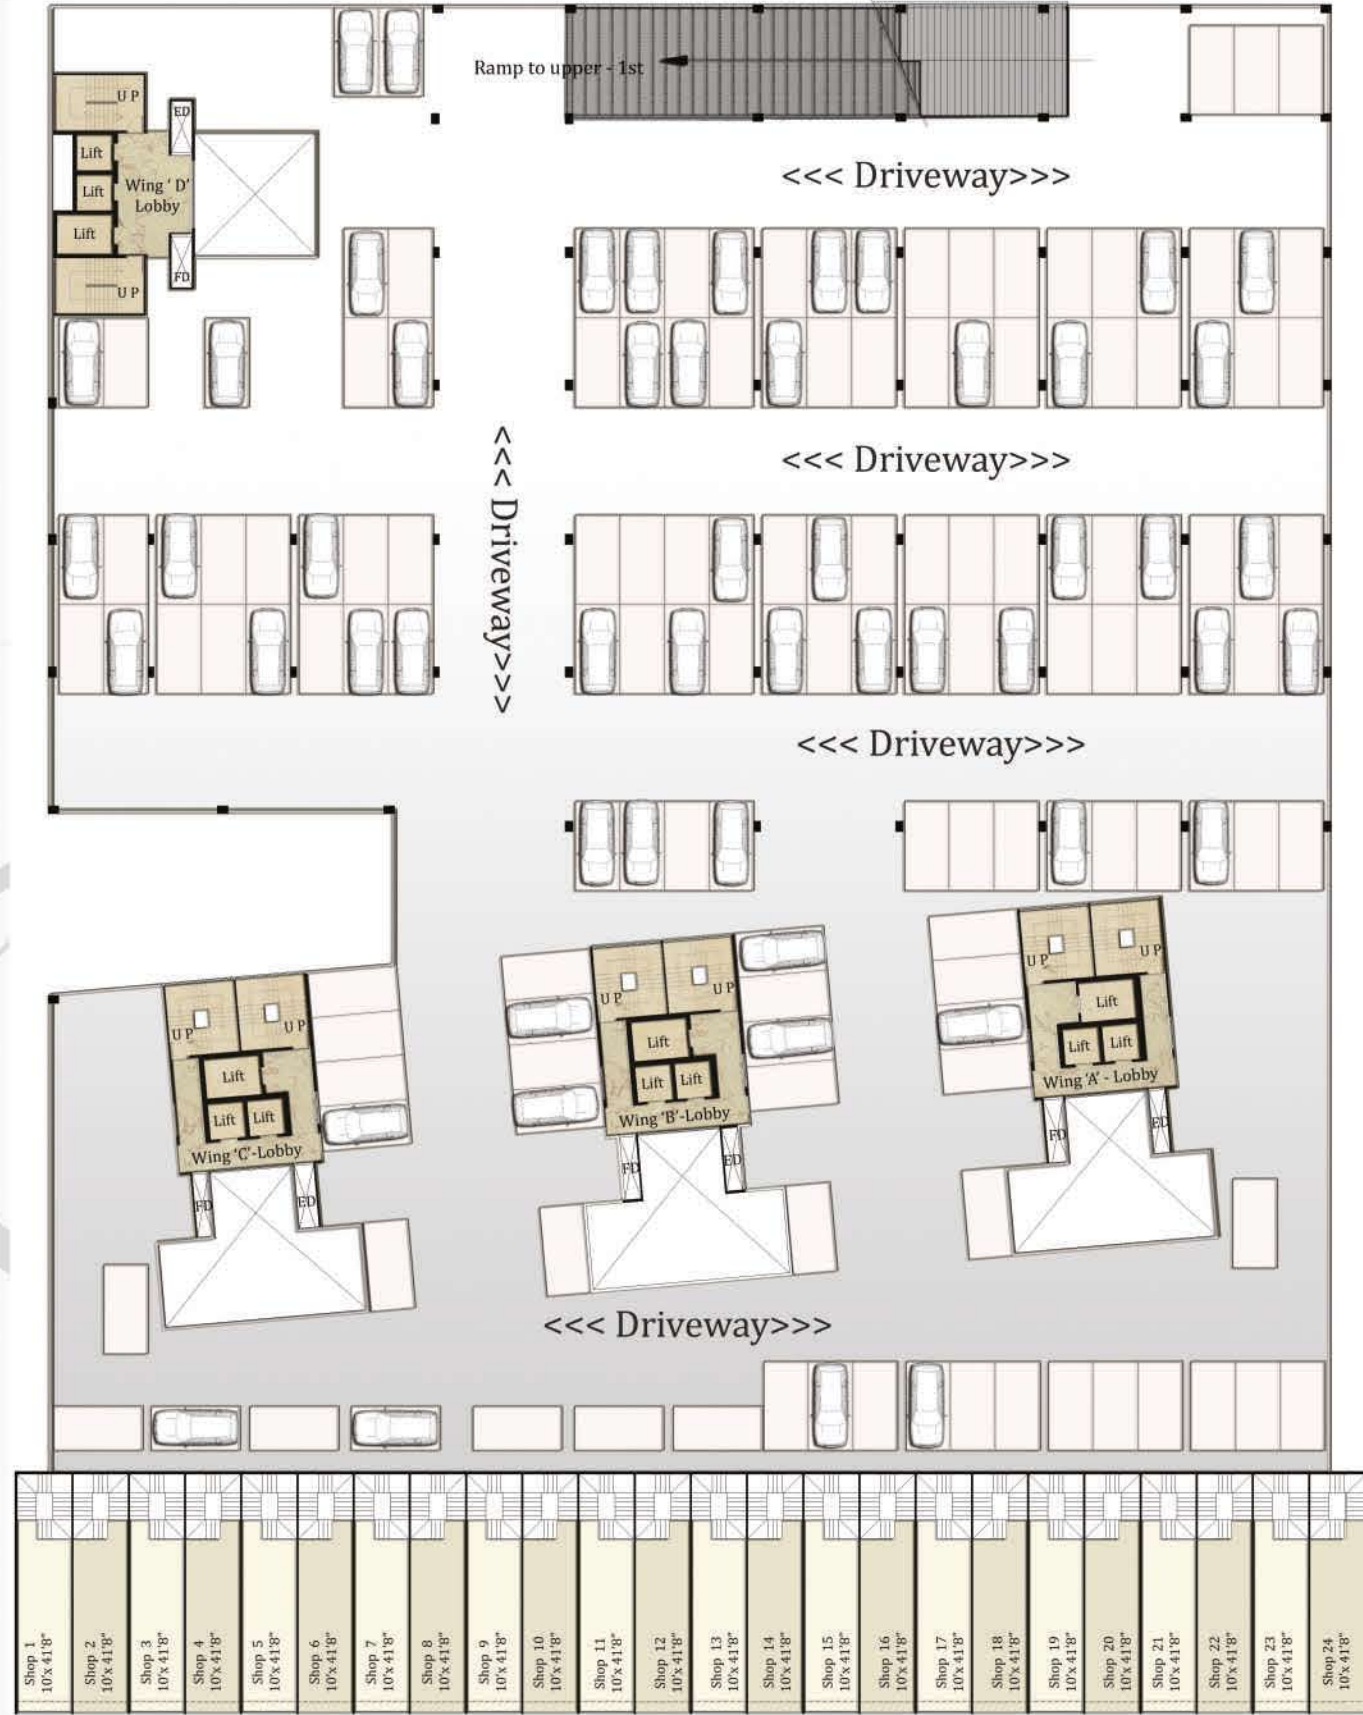 Ramp to upper - 1st
U P
ED
Lift
Lift
Wing ' D'
Lobby
Lift
FD
U P
<<< Driveway>>>
<<< Driveway>>>
<<< Driveway>>>
<<< Driveway>>>
U P
U P
Lift
Lift
Lift
Wing 'A' - Lobby
FD
ED
U P
U P
Lift
Lift
Lift
Wing 'B'-Lobby
FD
ED
U P
U P
Lift
Lift
Lift
Wing 'C'-Lobby
FD
ED
<<< Driveway>>>
Shop 1
10'x 41'8"
Shop 2
10'x 41'8"
Shop 3
10'x 41'8"
Shop 4
10'x 41'8"
Shop 5
10'x 41'8"
Shop 6
10'x 41'8"
Shop 7
10'x 41'8"
Shop 8
10'x 41'8"
Shop 9
10'x 41'8"
Shop 10
10'x 41'8"
Shop 11
10'x 41'8"
Shop 12
10'x 41'8"
Shop 13
10'x 41'8"
Shop 14
10'x 41'8"
Shop 15
10'x 41'8"
Shop 16
10'x 41'8"
Shop 17
10'x 41'8"
Shop 18
10'x 41'8"
Shop 19
10'x 41'8"
Shop 20
10'x 41'8"
Shop 21
10'x 41'8"
Shop 22
10'x 41'8"
Shop 23
10'x 41'8"
Shop 24
10'x 41'8"